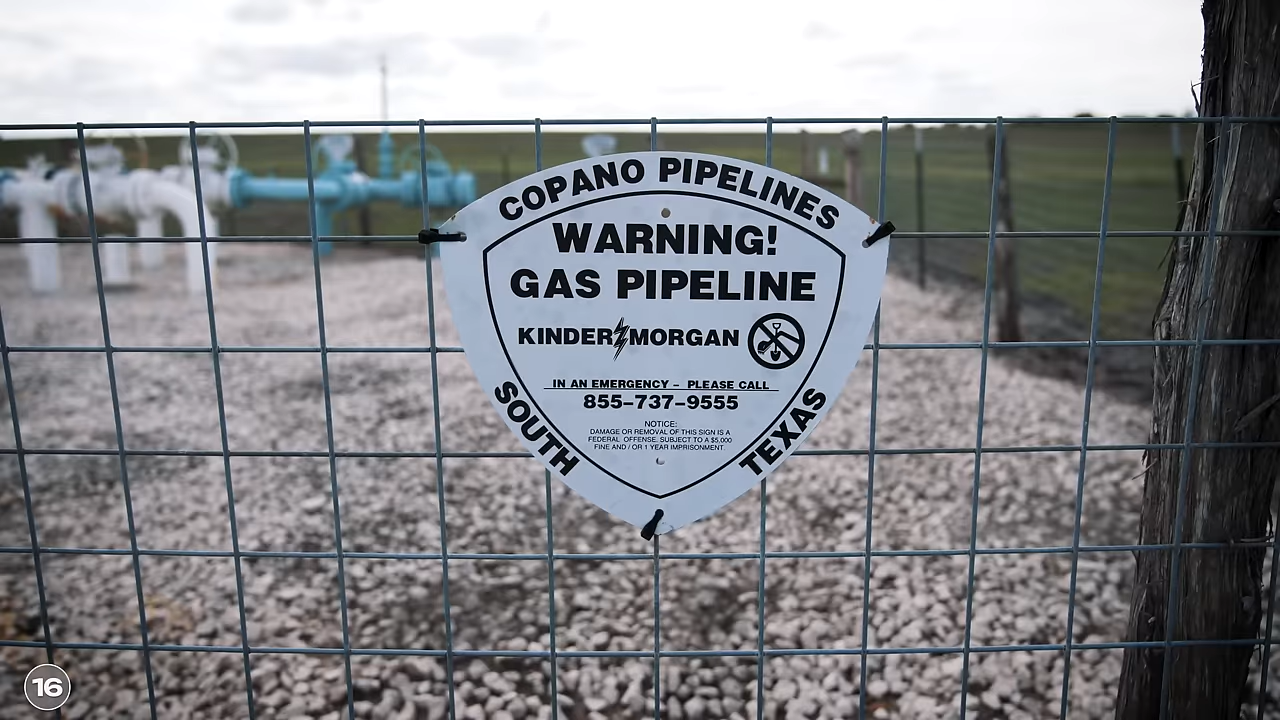 COPANO PIPELINES
WARNING!
GAS PIPELINE
KINDER MORGAN
IN AN EMERGENCY – PLEASE CALL
855–737–9555
NOTICE:
DAMAGE OR REMOVAL OF THIS SIGN IS A
FEDERAL OFFENSE. SUBJECT TO A $5,000
FINE AND / OR 1 YEAR IMPRISONMENT.
SOUTH TEXAS
16